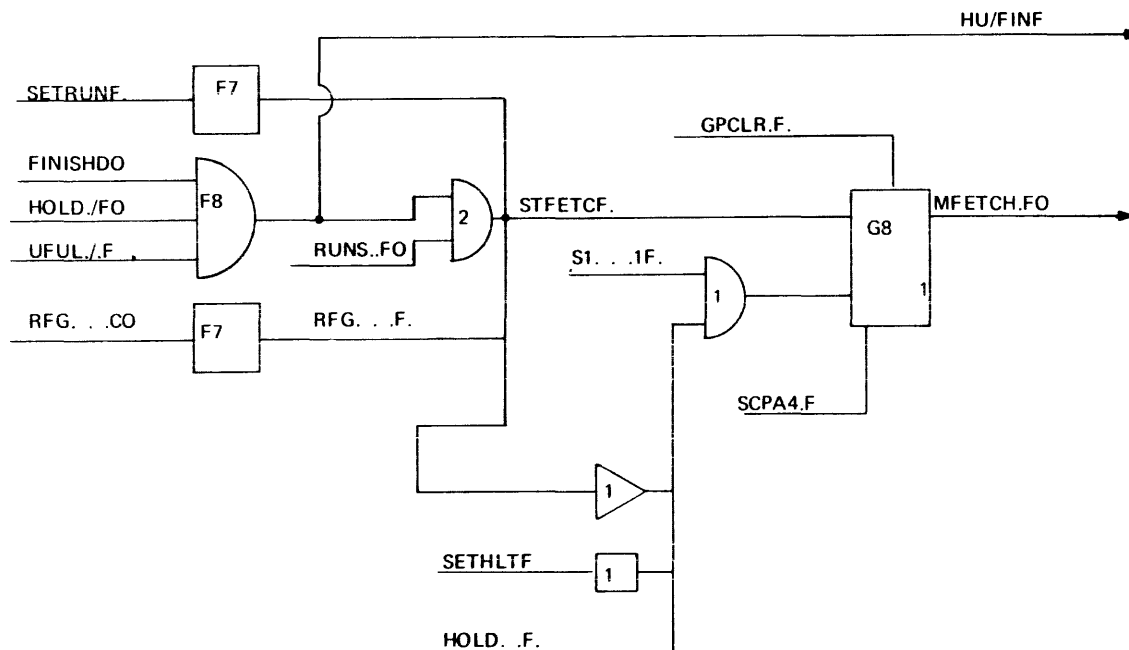 HU/FINF
SETRUNF.
F7
GPCLR.F.
FINISHDO
F8
HOLD./FO
2
STFETCF.
G8
MFETCH.FO
UFUL./.F
RUNS..FO
S1. . .1F.
1
1
RFG. . .CO
F7
RFG. . .F.
SCPA4.F
1
SETHLTF
1
HOLD. .F.